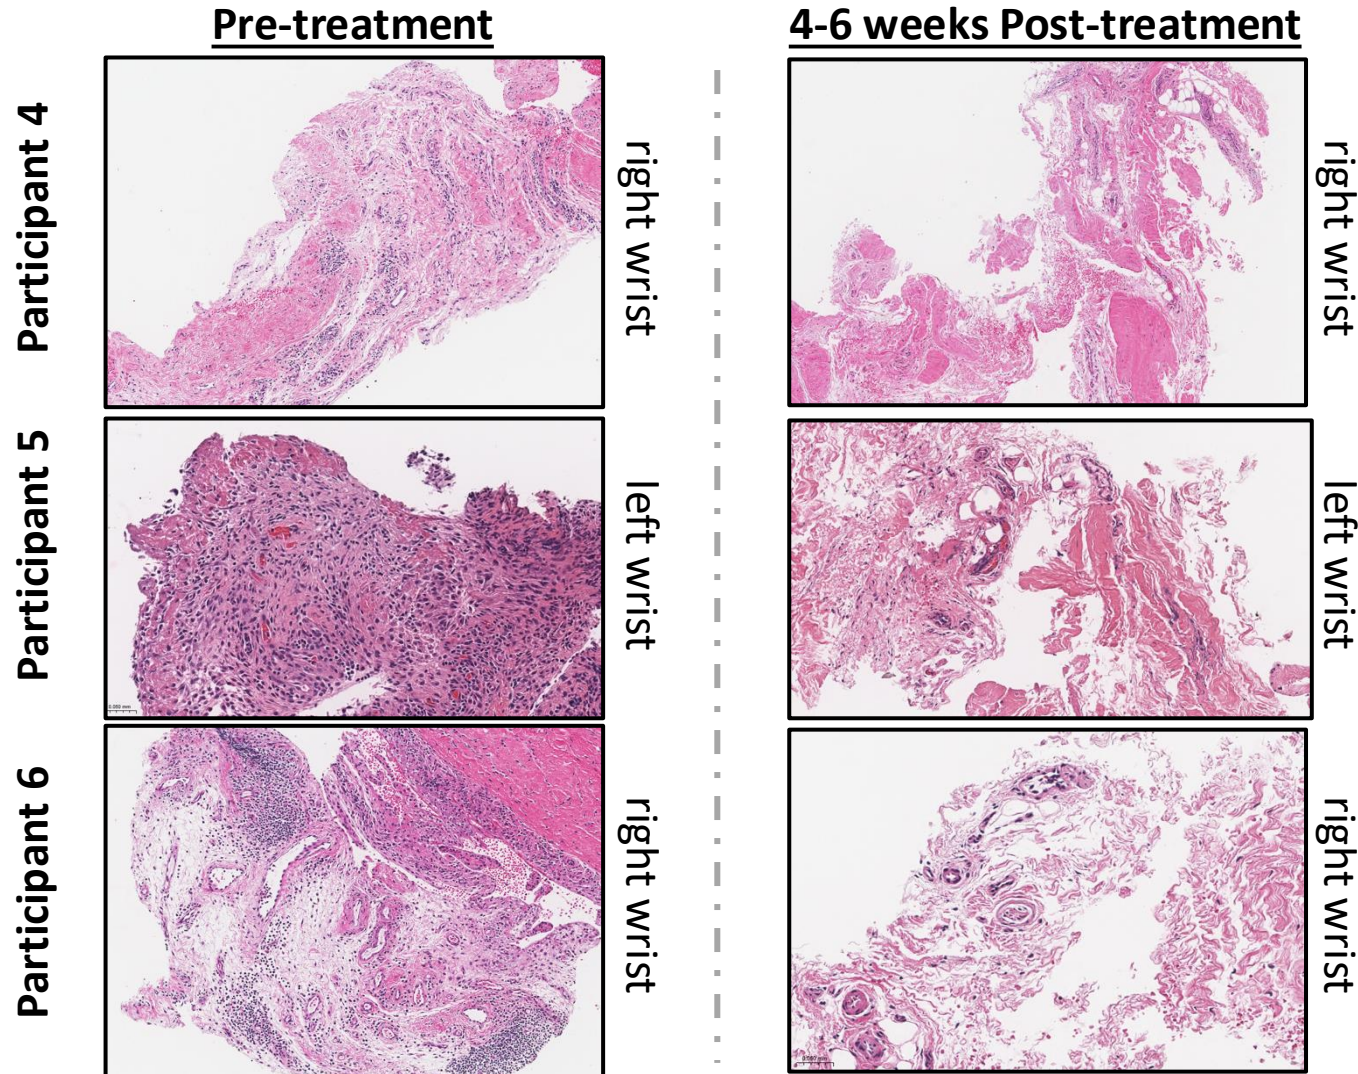 Pre-treatment
4-6 weeks Post-treatment
Participant 4
right wrist
right wrist
Participant 5
left wrist
left wrist
Participant 6
right wrist
right wrist